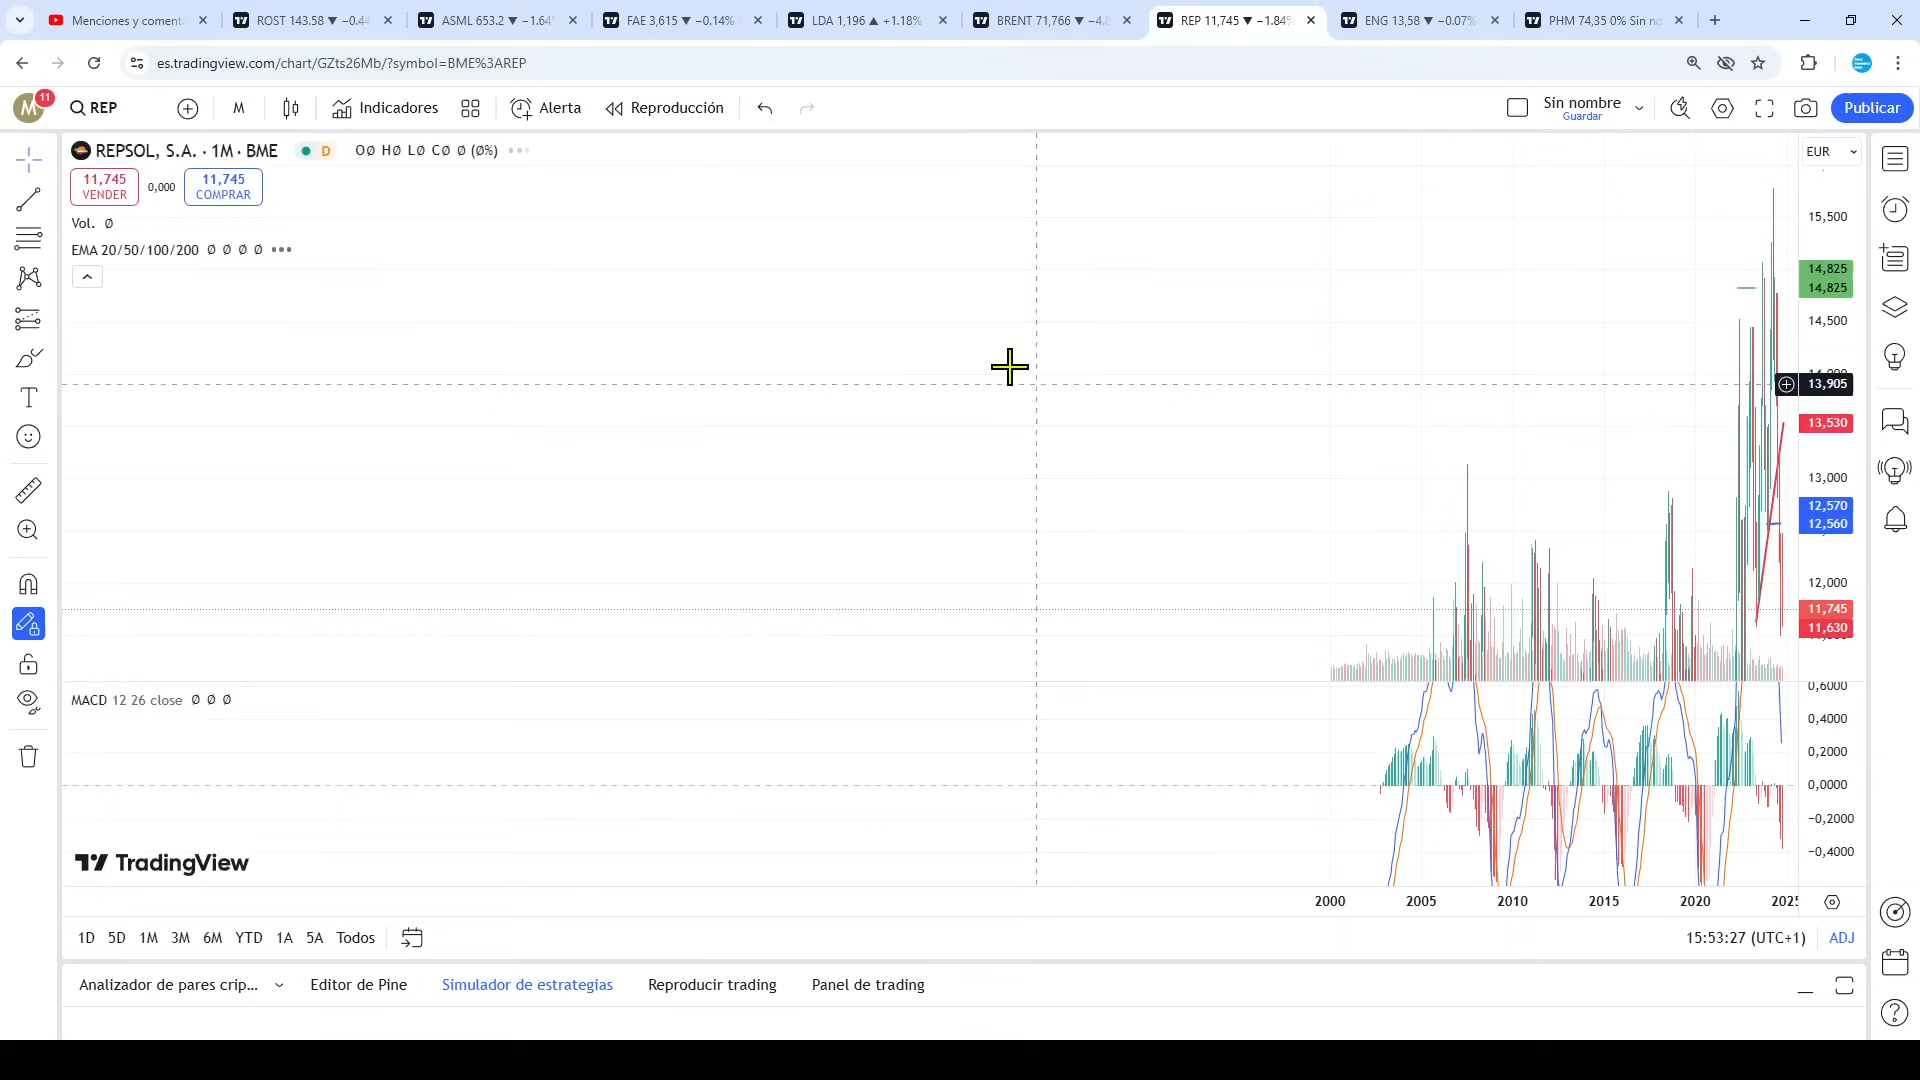 Menciones y comenta
ROST 143.58 ▼ −0.44
ASML 653.2 ▼ −1.64
FAE 3,615 ▼ −0.14%
LDA 1,196 ▲ +1.18%
BRENT 71,766 ▼ −4.8
REP 11,745 ▼ −1.84%
ENG 13,58 ▼ −0.07%
PHM 74,35 0% Sin no
es.tradingview.com/chart/GZts26Mb/?symbol=BME%3AREP
M
11
REP
M
Indicadores
Alerta
Reproducción
Sin nombre
Guardar
Publicar
REPSOL, S.A. · 1M · BME
D
O∅ H∅ L∅ C∅ ∅ (0%)
EUR
11,745
VENDER
0,000
11,745
COMPRAR
Vol. ∅
EMA 20/50/100/200 ∅ ∅ ∅ ∅
15,500
14,825
14,825
14,500
13,905
13,530
13,000
12,570
12,560
12,000
11,745
11,630
MACD 12 26 close ∅ ∅ ∅
0,6000
0,4000
0,2000
0,0000
−0,2000
−0,4000
TradingView
2000
2005
2010
2015
2020
2025
1D 5D 1M 3M 6M YTD 1A 5A Todos
15:53:27 (UTC+1)
ADJ
Analizador de pares crip...
Editor de Pine
Simulador de estrategias
Reproducir trading
Panel de trading